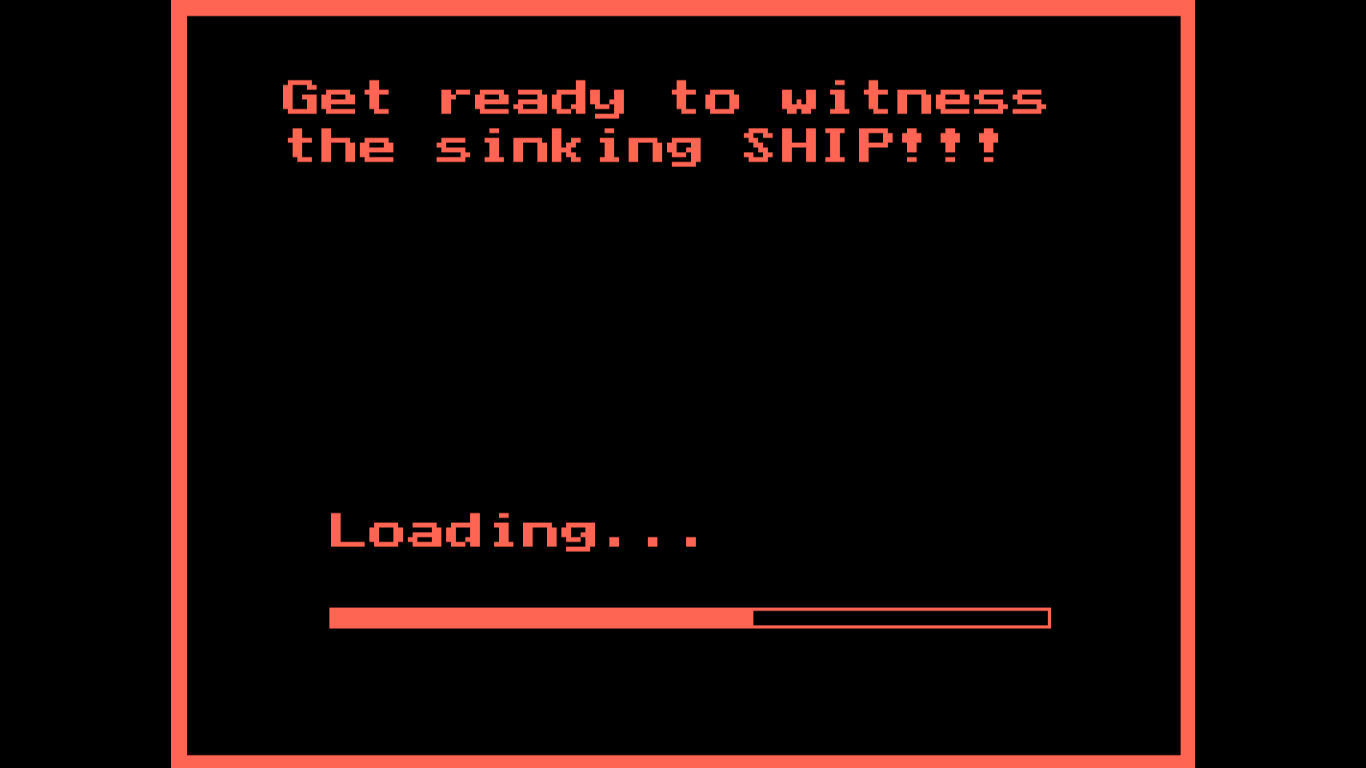 Get ready to witness
the sinking SHIP!!!
Loading...